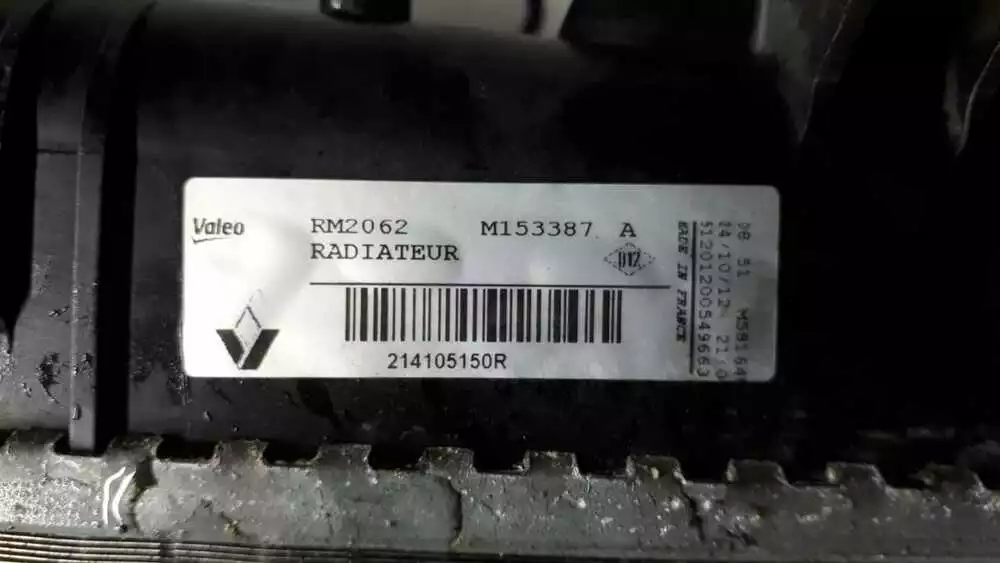 Valeo
RM2062 M153387 A
RADIATEUR
214105150R
MADE IN FRANCE